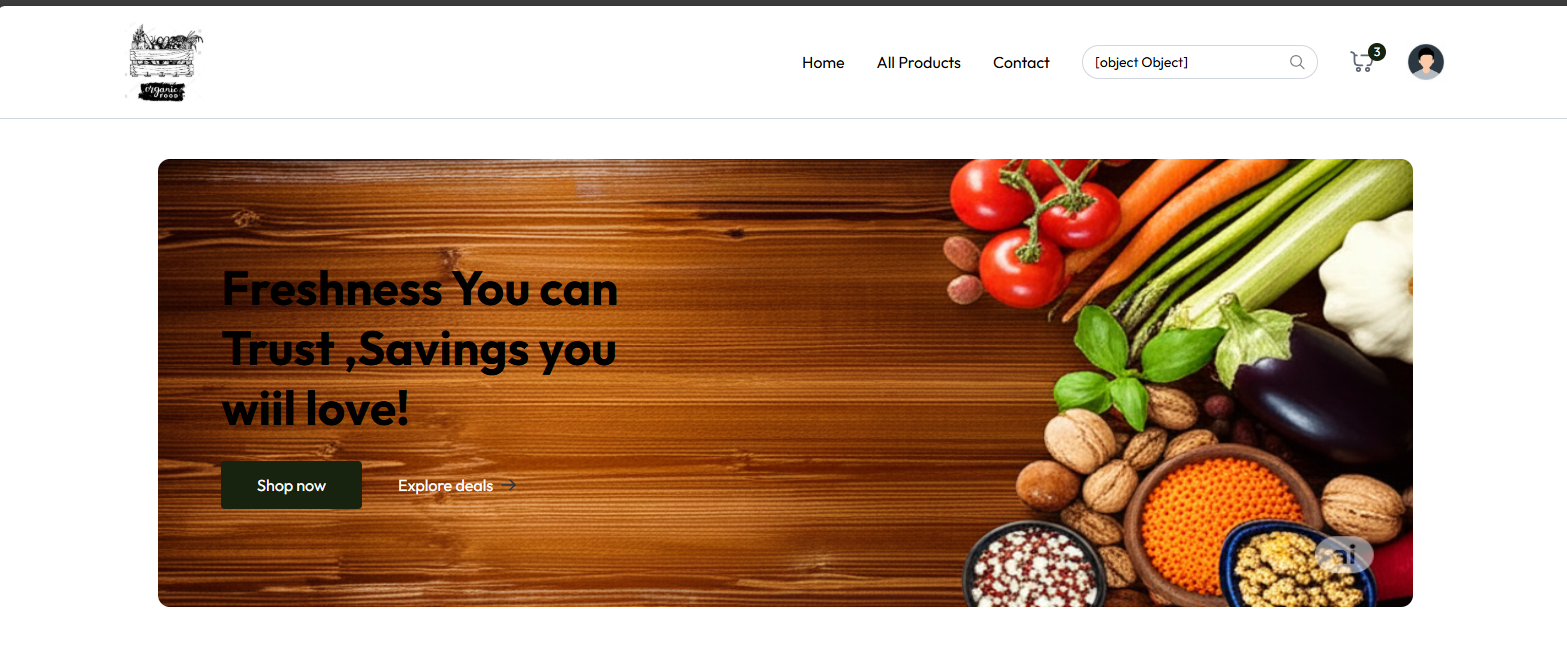 organic
FOOD
Home
All Products
Contact
[object Object]
3
Freshness You can
Trust ,Savings you
wiil love!
Shop now
Explore deals
ai